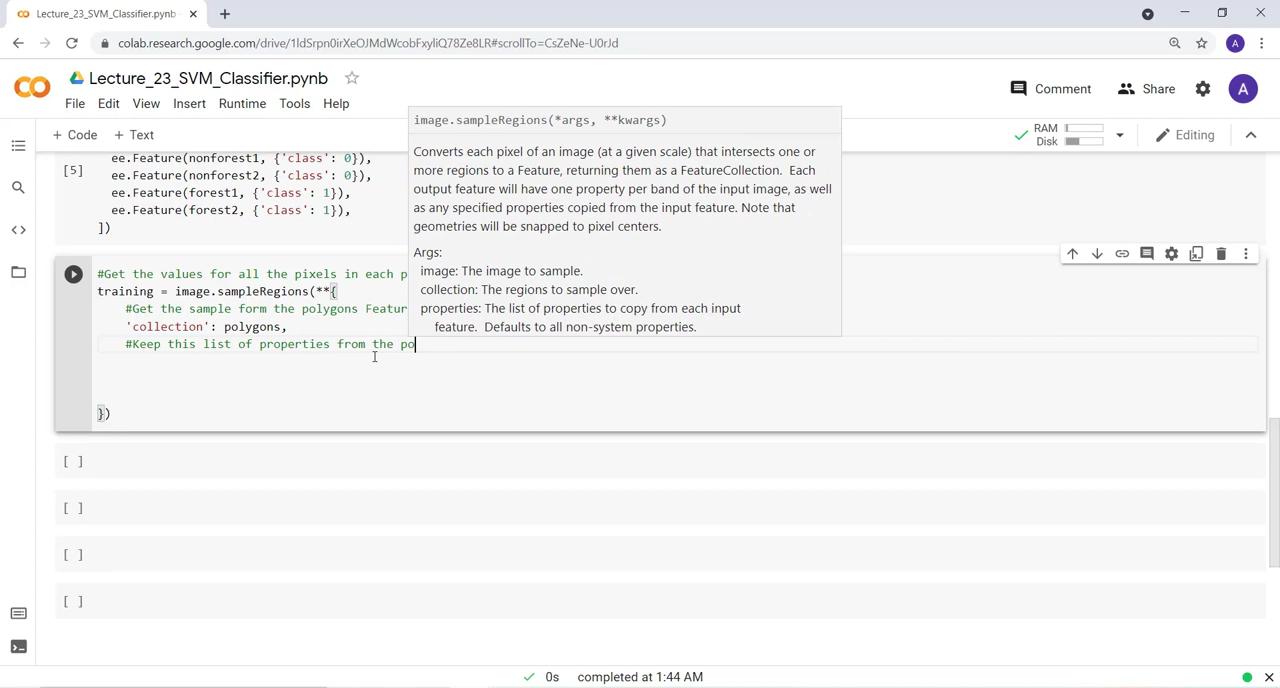 Lecture_23_SVM_Classifier.pynb
colab.research.google.com/drive/1ldSrpn0irXeOJMdWcobFxyliQ78Ze8LR#scrollTo=CsZeNe-U0rJd
A
Lecture_23_SVM_Classifier.pynb
File Edit View Insert Runtime Tools Help
Comment Share A
+ Code + Text
RAM
Disk
Editing
[5]
ee.Feature(nonforest1, {'class': 0}),
ee.Feature(nonforest2, {'class': 0}),
ee.Feature(forest1, {'class': 1}),
ee.Feature(forest2, {'class': 1}),
])
image.sampleRegions(*args, **kwargs)
Converts each pixel of an image (at a given scale) that intersects one or
more regions to a Feature, returning them as a FeatureCollection. Each
output feature will have one property per band of the input image, as well
as any specified properties copied from the input feature. Note that
geometries will be snapped to pixel centers.
Args:
image: The image to sample.
collection: The regions to sample over.
properties: The list of properties to copy from each input
feature. Defaults to all non-system properties.
#Get the values for all the pixels in each p
training = image.sampleRegions(**{
#Get the sample form the polygons Featur
'collection': polygons,
#Keep this list of properties from the po
})
[ ]
[ ]
[ ]
[ ]
0s completed at 1:44 AM